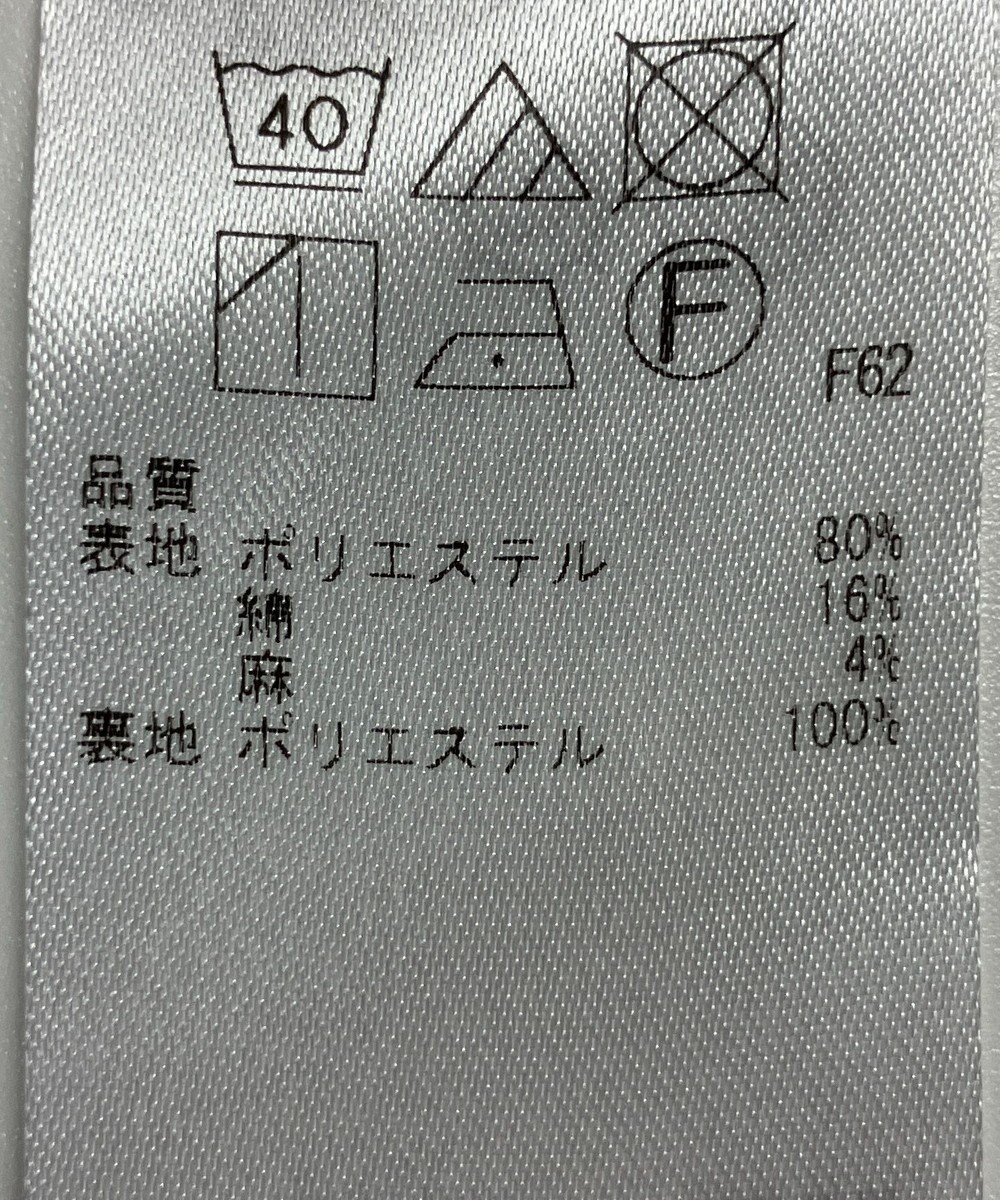 40
F
F62
品質
表地 ポリエステル 80%
綿 16%
麻 4%
裏地 ポリエステル 100%